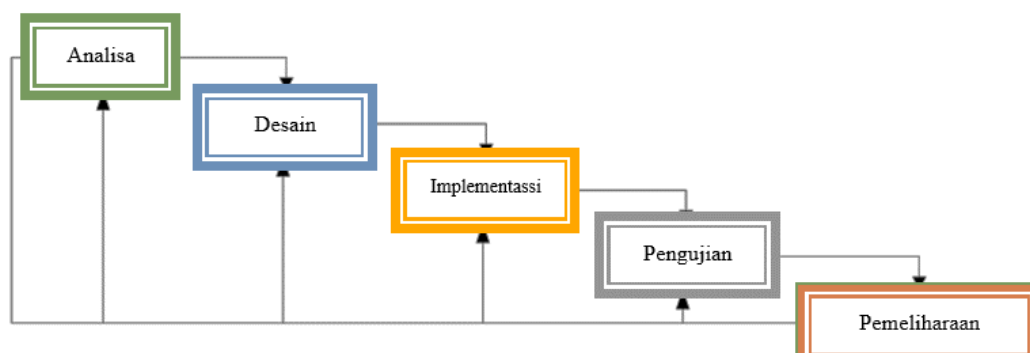 Analisa
Desain
Implementassi
Pengujian
Pemeliharaan